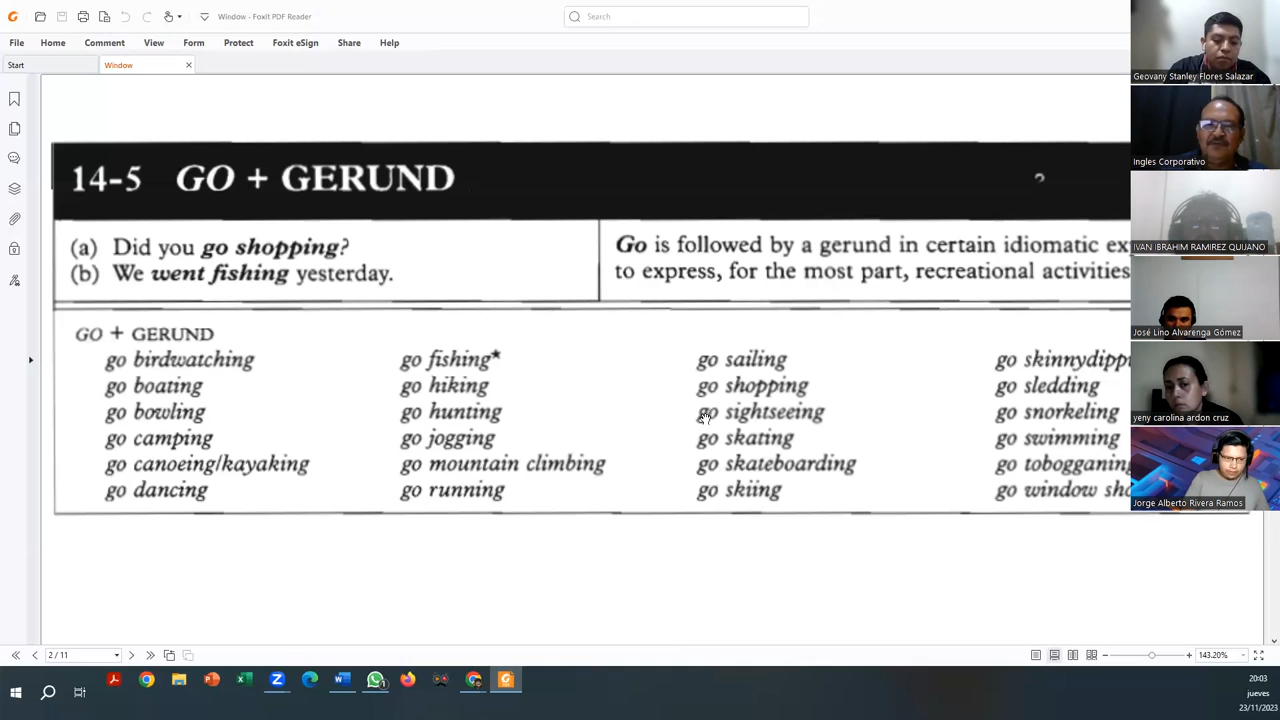 Window - Foxit PDF Reader
Search
File Home Comment View Form Protect Foxit eSign Share Help
Start Window
14-5 GO + GERUND
(a) Did you go shopping?
(b) We went fishing yesterday.
Go is followed by a gerund in certain idiomatic
to express, for the most part, recreational activities
GO + GERUND
go birdwatching
go boating
go bowling
go camping
go canoeing/kayaking
go dancing
go fishing*
go hiking
go hunting
go jogging
go mountain climbing
go running
go sailing
go shopping
go sightseeing
go skating
go skateboarding
go skiing
go
go sledding
go snorkeling
go swimming
go tobogganing
go window
Geovany Stanley Flores Salazar
Ingles Corporativo
IVAN IBRAHIM RAMIREZ QUIJANO
José Lino Alvarenga Gómez
yeny carolina ardon cruz
Jorge Alberto Rivera Ramos
2 / 11
143.20%
20:03
jueves
23/11/2023